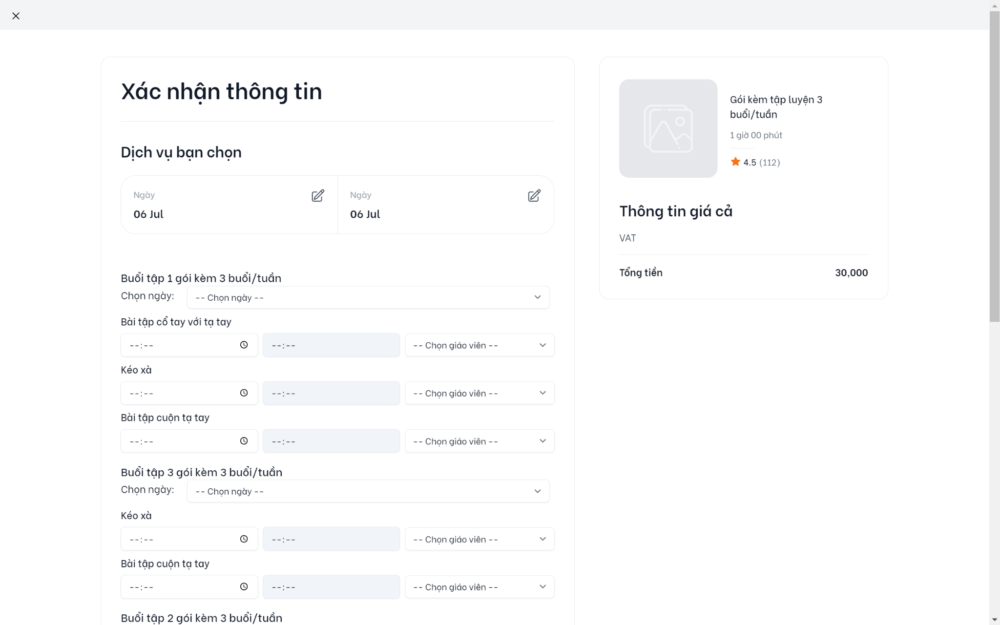 Xác nhận thông tin
Dịch vụ bạn chọn
Ngày
06 Jul
Ngày
06 Jul
Buổi tập 1 gói kèm 3 buổi/tuần
Chọn ngày:
-- Chọn ngày --
Bài tập cổ tay với tạ tay
--:--
--:--
-- Chọn giáo viên --
Kéo xà
--:--
--:--
-- Chọn giáo viên --
Bài tập cuộn tạ tay
--:--
--:--
-- Chọn giáo viên --
Buổi tập 3 gói kèm 3 buổi/tuần
Chọn ngày:
-- Chọn ngày --
Kéo xà
--:--
--:--
-- Chọn giáo viên --
Bài tập cuộn tạ tay
--:--
--:--
-- Chọn giáo viên --
Buổi tập 2 gói kèm 3 buổi/tuần
Gói kèm tập luyện 3
buổi/tuần
1 giờ 00 phút
4.5 (112)
Thông tin giá cả
VAT
Tổng tiền 30,000